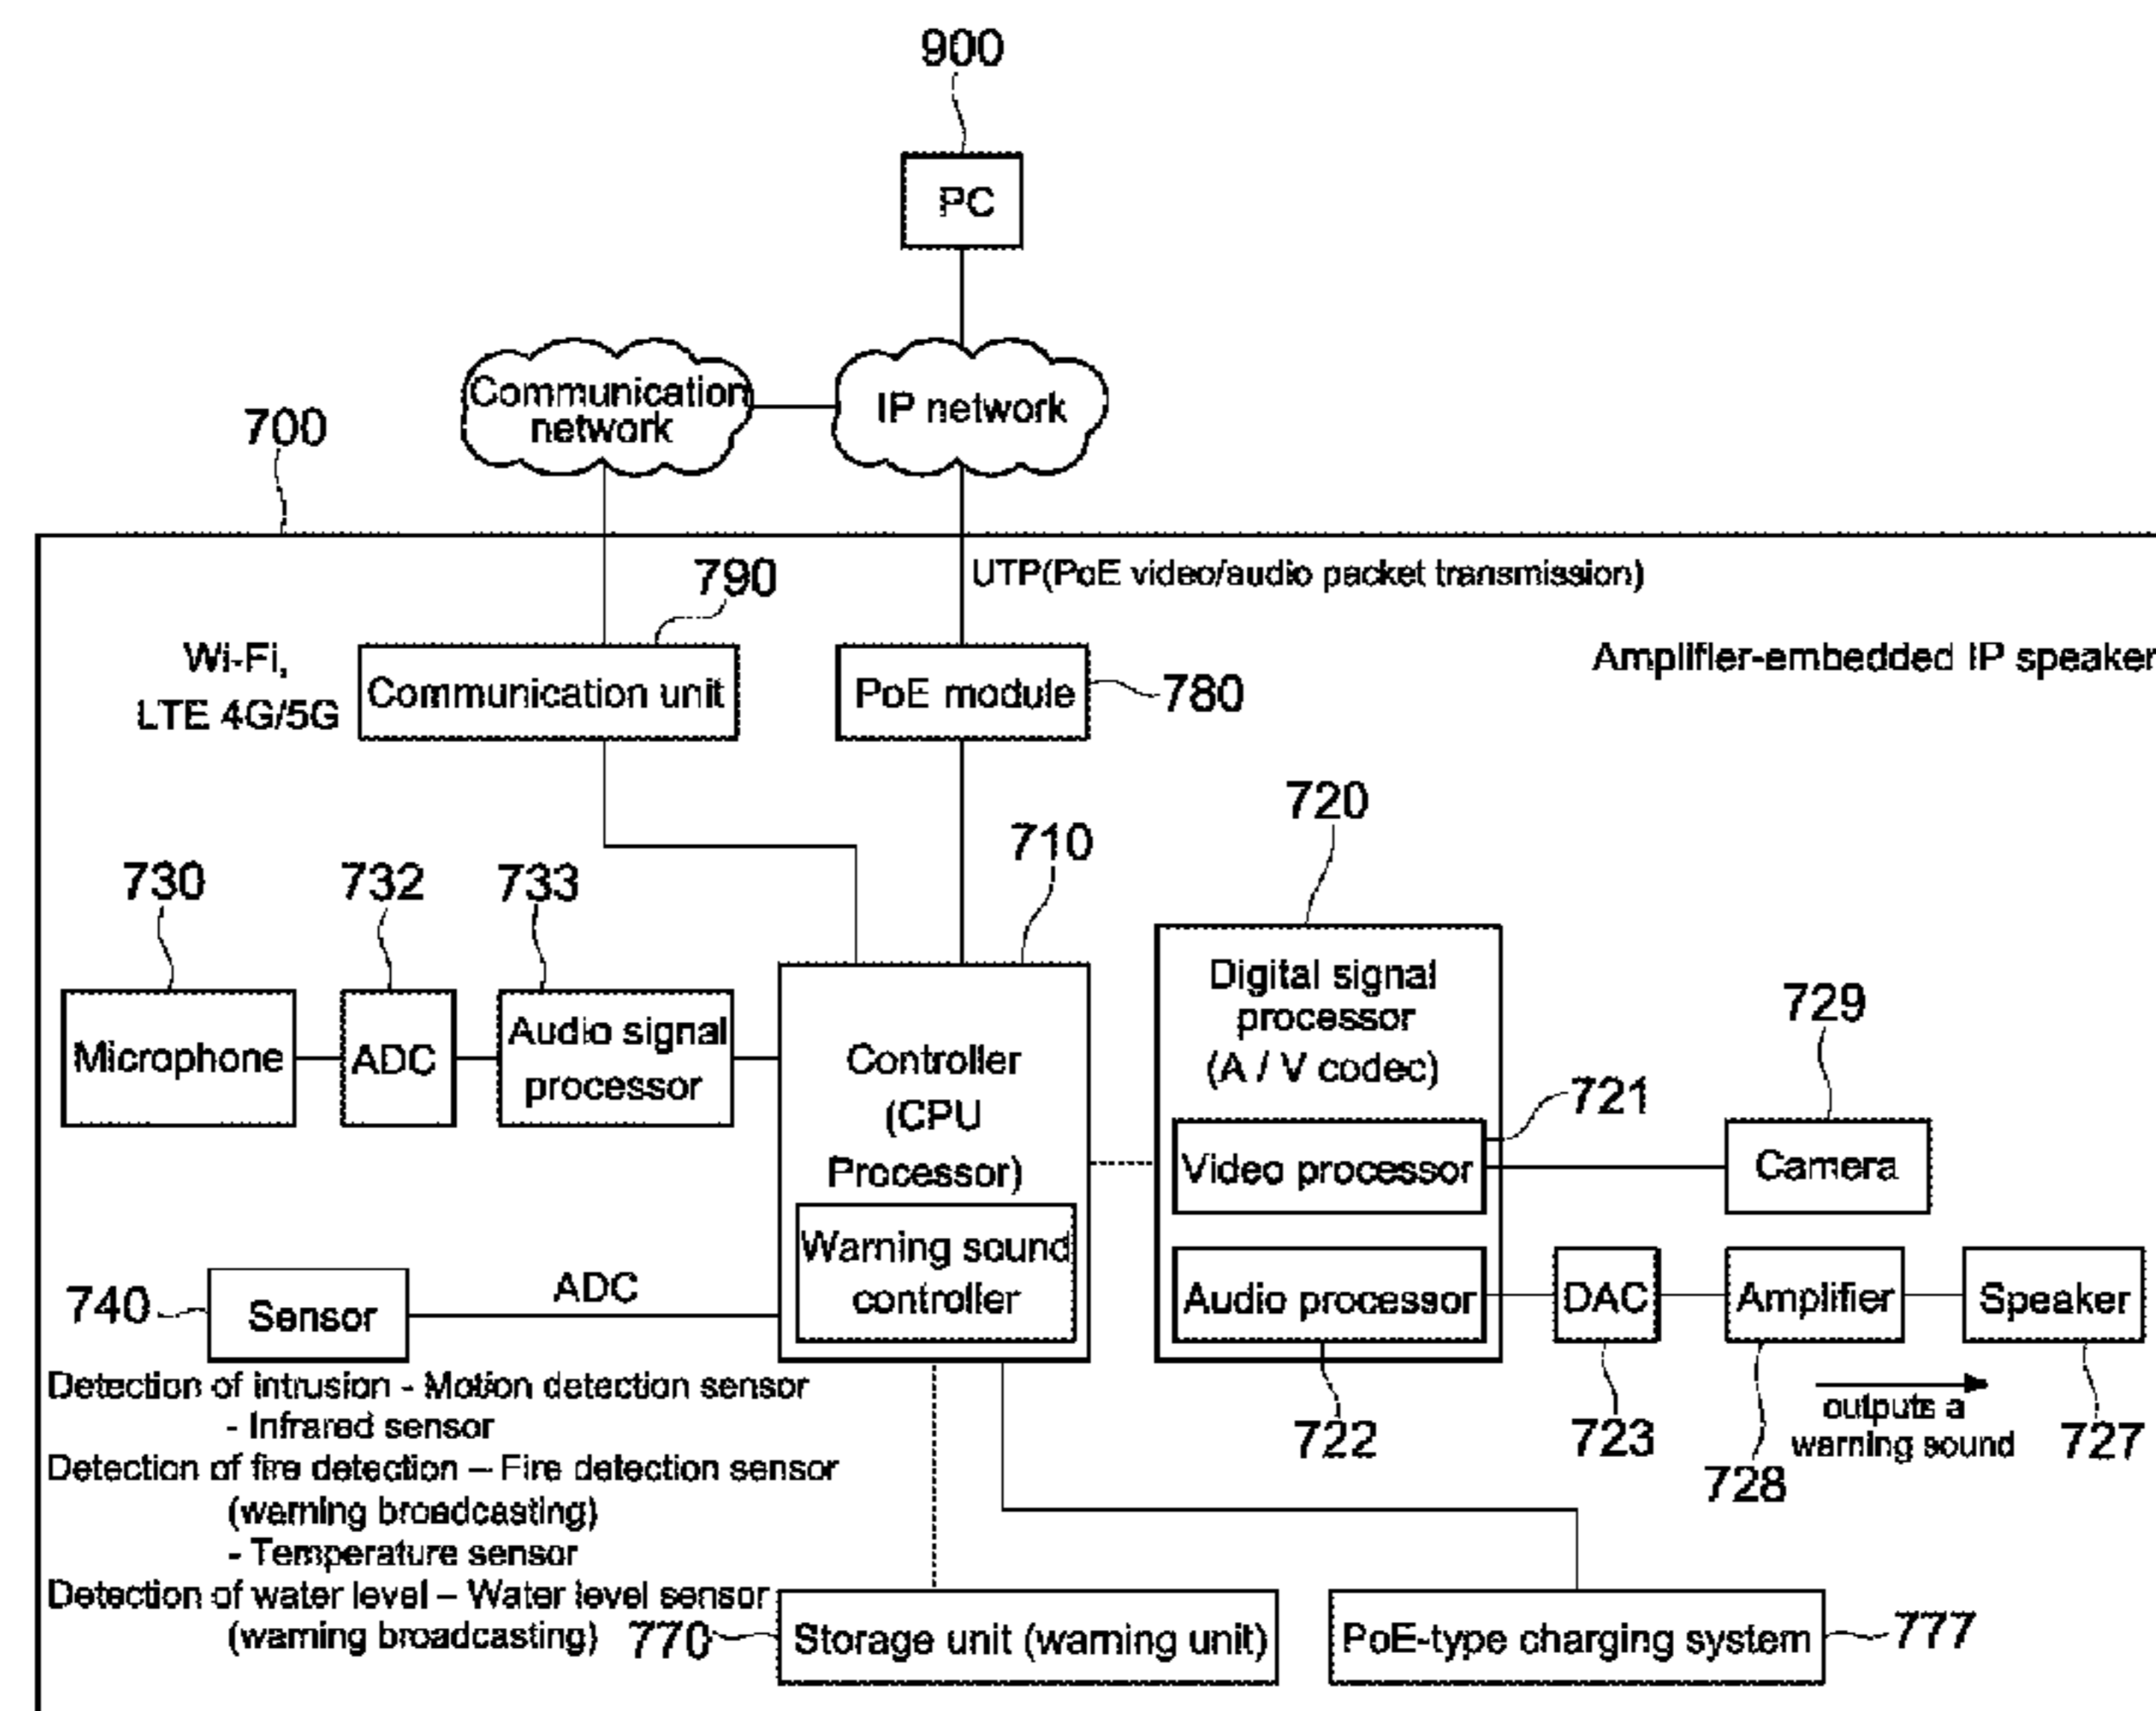 900
PC
Communication
network
IP network
700
790
UTP(PoE video/audio packet transmission)
Wi-Fi,
LTE 4G/5G
Communication unit
PoE module
780
Amplifier-embedded IP speaker
720
710
730
732
733
Microphone
ADC
Audio signal
processor
Controller
(CPU
Processor)
Warning sound
controller
Digital signal
processor
(A / V codec)
721
Video processor
729
Camera
Audio processor
DAC
Amplifier
Speaker
740
Sensor
ADC
722
723
728
outputs a
warning sound
727
Detection of intrusion - Motion detection sensor
- Infrared sensor
Detection of fire detection – Fire detection sensor
(warning broadcasting)
- Temperature sensor
Detection of water level – Water level sensor
(warning broadcasting)
770
Storage unit (warning unit)
PoE-type charging system
777